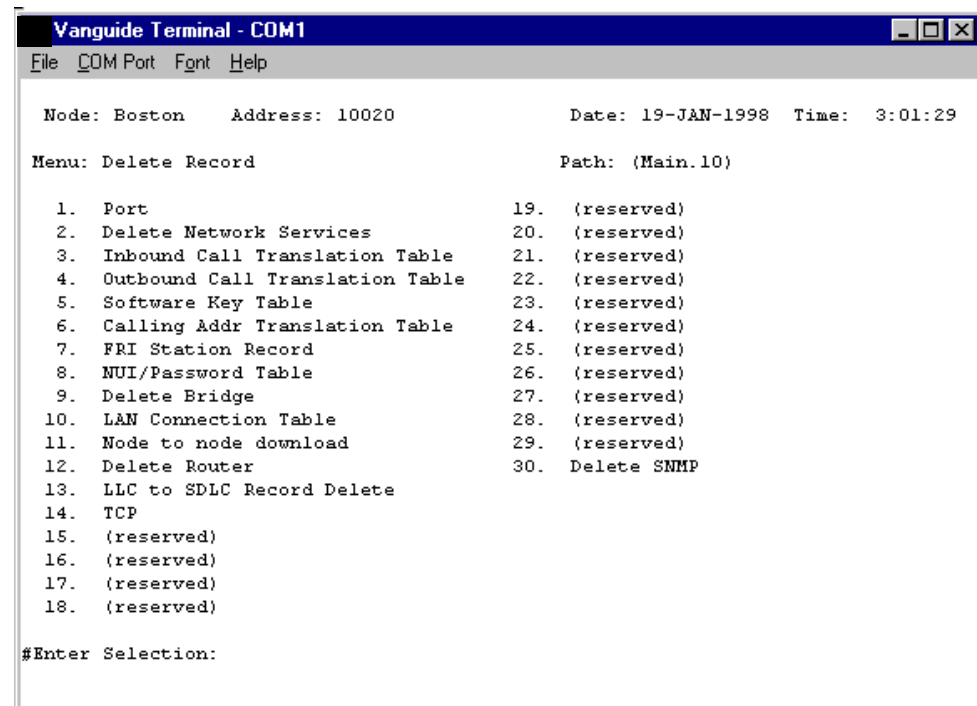 Vanguide Terminal - COM1
File COM Port Font Help
Node: Boston Address: 10020 Date: 19-JAN-1998 Time: 3:01:29
Menu: Delete Record Path: (Main.10)
1. Port 19. (reserved)
2. Delete Network Services 20. (reserved)
3. Inbound Call Translation Table 21. (reserved)
4. Outbound Call Translation Table 22. (reserved)
5. Software Key Table 23. (reserved)
6. Calling Addr Translation Table 24. (reserved)
7. FRI Station Record 25. (reserved)
8. NUI/Password Table 26. (reserved)
9. Delete Bridge 27. (reserved)
10. LAN Connection Table 28. (reserved)
11. Node to node download 29. (reserved)
12. Delete Router 30. Delete SNMP
13. LLC to SDLC Record Delete
14. TCP
15. (reserved)
16. (reserved)
17. (reserved)
18. (reserved)
#Enter Selection: